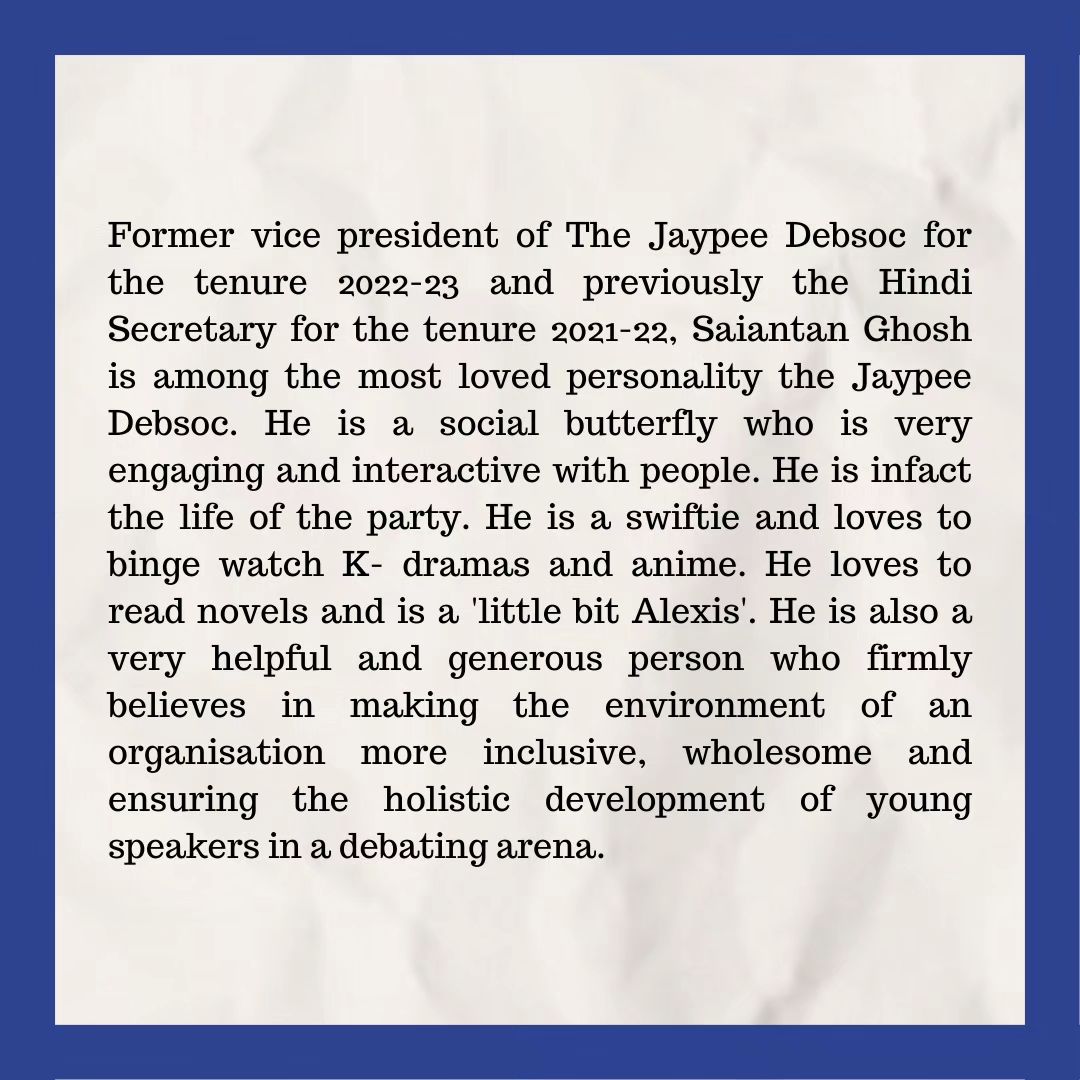 Former vice president of The Jaypee Debsoc for
the tenure 2022-23 and previously the Hindi
Secretary for the tenure 2021-22, Saiantan Ghosh
is among the most loved personality the Jaypee
Debsoc. He is a social butterfly who is very
engaging and interactive with people. He is infact
the life of the party. He is a swiftie and loves to
binge watch K- dramas and anime. He loves to
read novels and is a 'little bit Alexis'. He is also a
very helpful and generous person who firmly
believes in making the environment of an
organisation more inclusive, wholesome and
ensuring the holistic development of young
speakers in a debating arena.